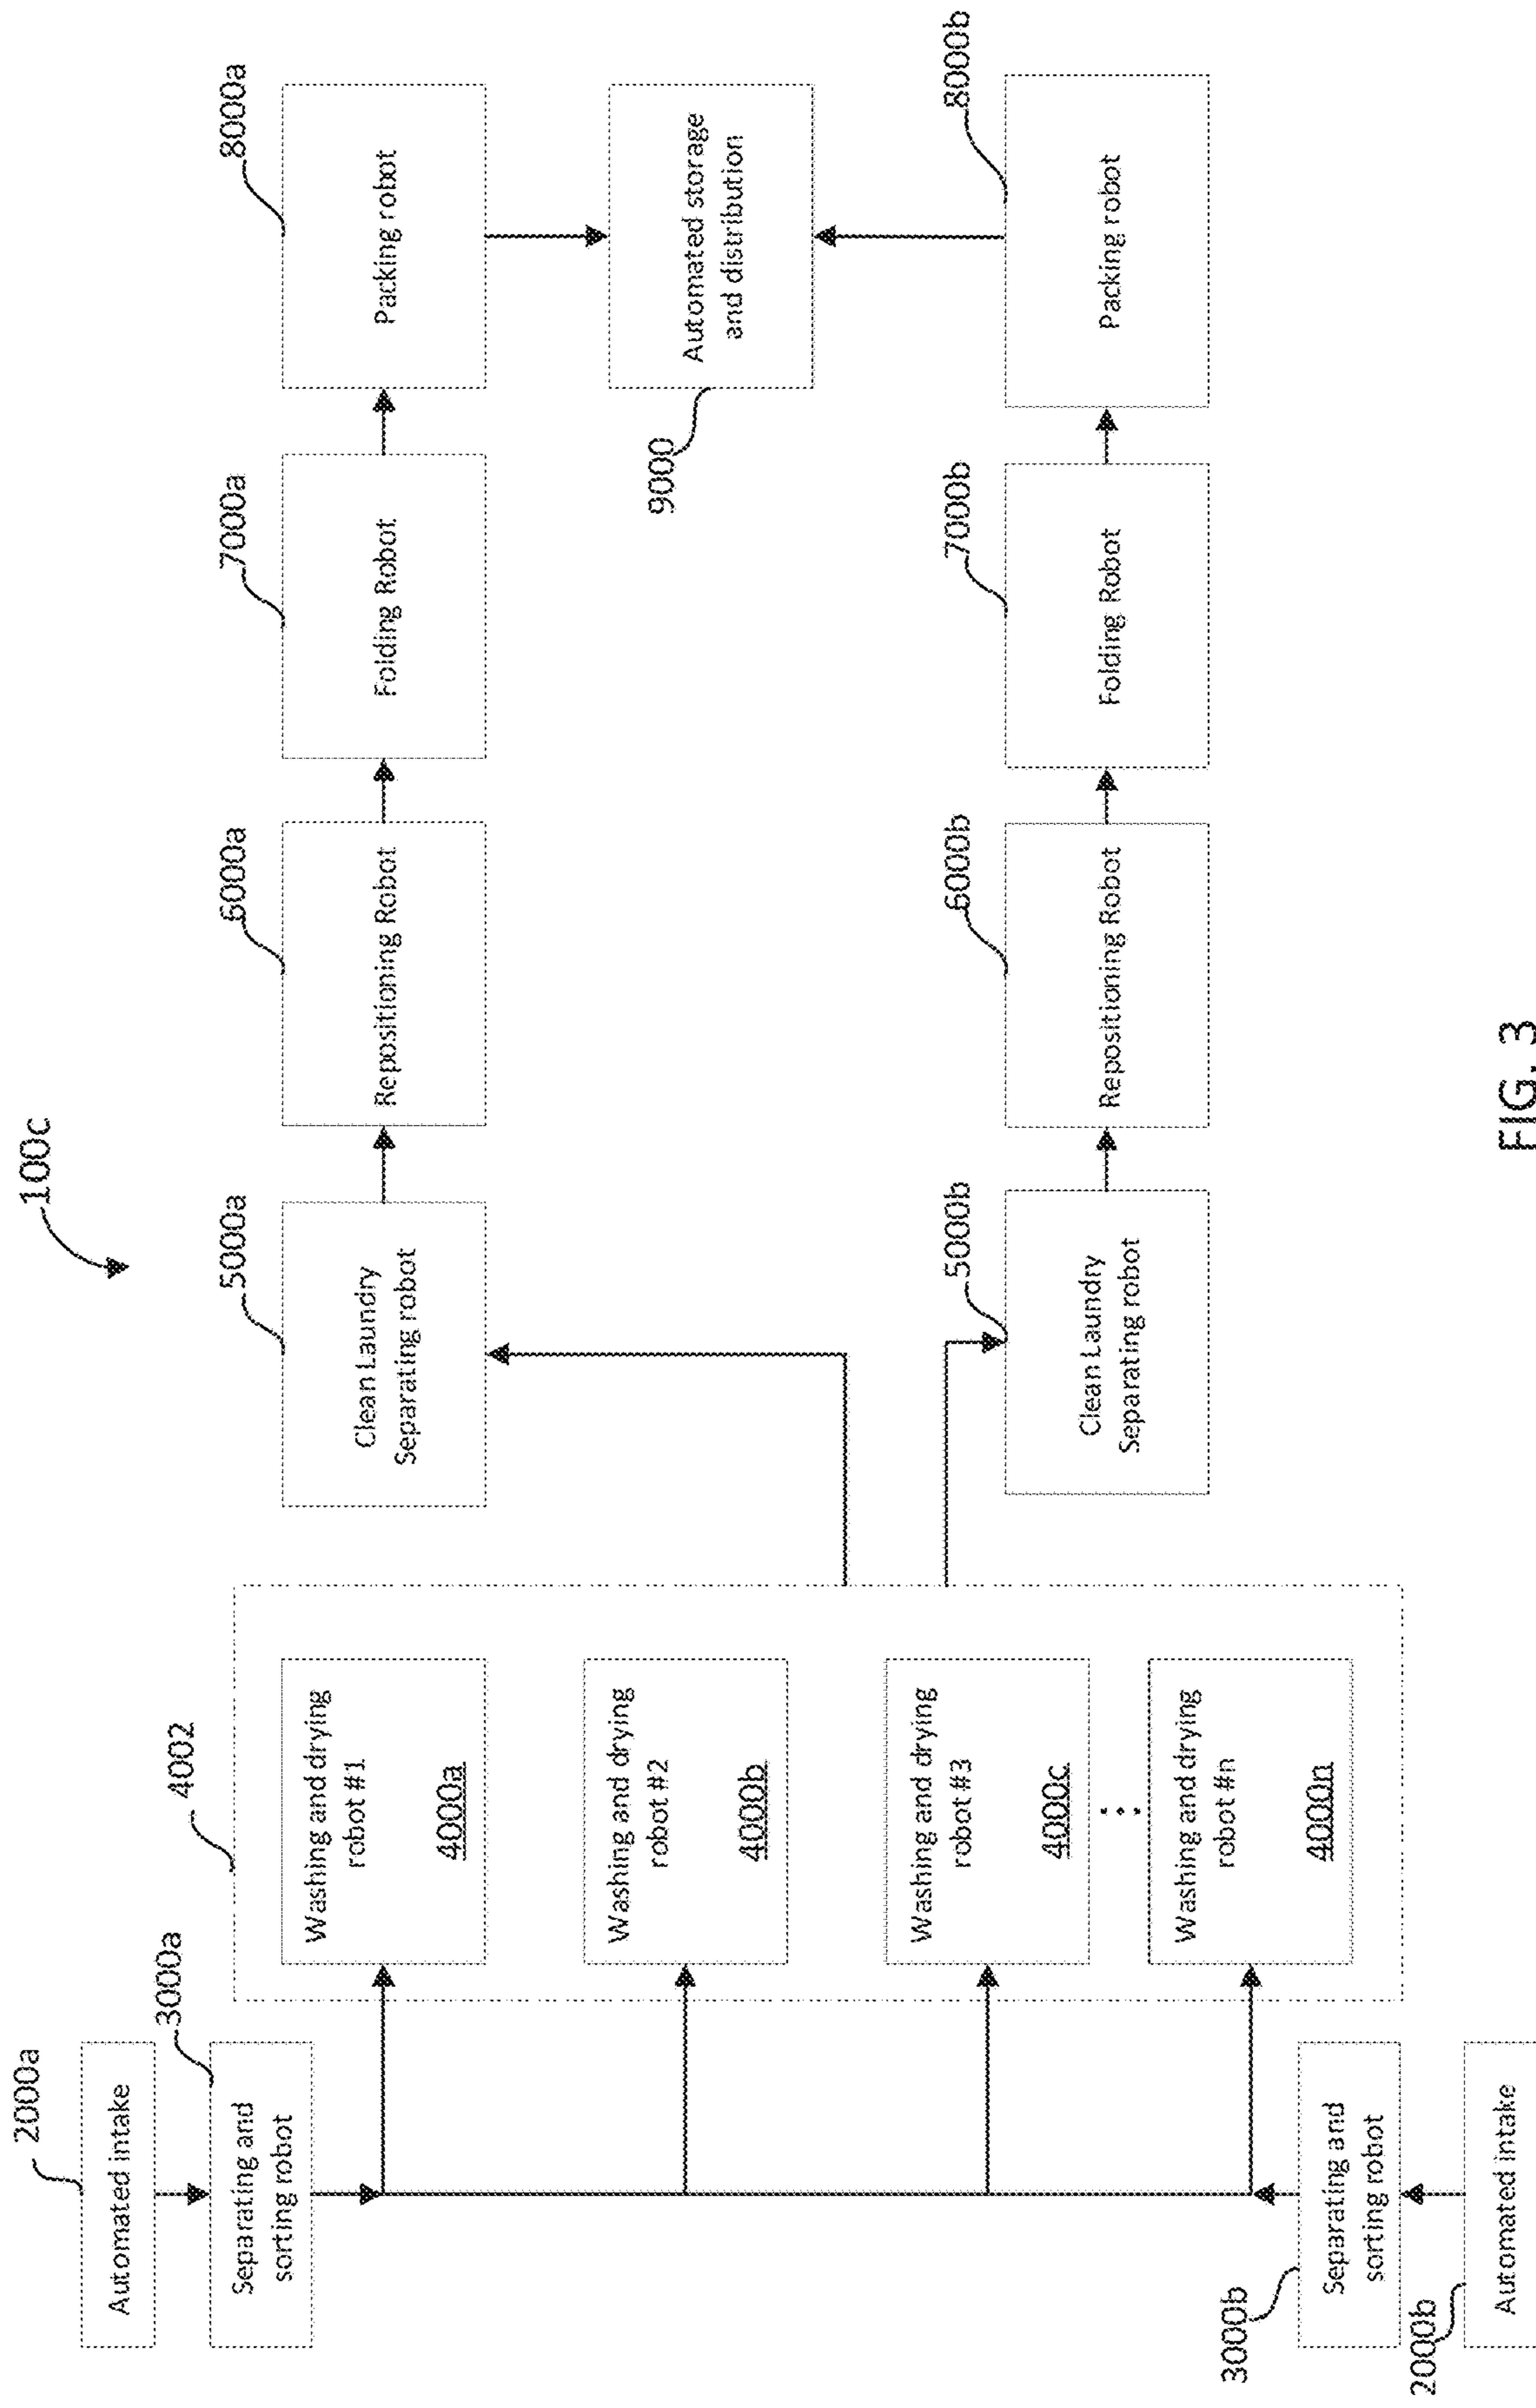 100c
2000a
Automated intake
3000a
Separating and
sorting robot
4002
Washing and drying
robot #1
4000a
Washing and drying
robot #2
4000b
Washing and drying
robot #3
4000c
Washing and drying
robot #n
4000n
3000b
Separating and
sorting robot
2000b
Automated intake
5000a
Clean Laundry
Separating robot
6000a
Repositioning Robot
7000a
Folding Robot
8000a
Packing robot
9000
Automated storage
and distribution
5000b
Clean Laundry
Separating robot
6000b
Repositioning Robot
7000b
Folding Robot
8000b
Packing robot
FIG. 3